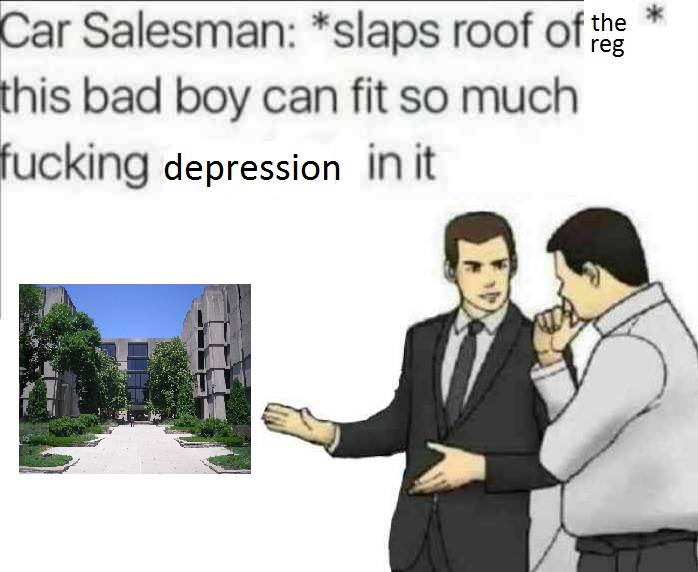 Car Salesman: *slaps roof of the reg *
this bad boy can fit so much
fucking depression in it